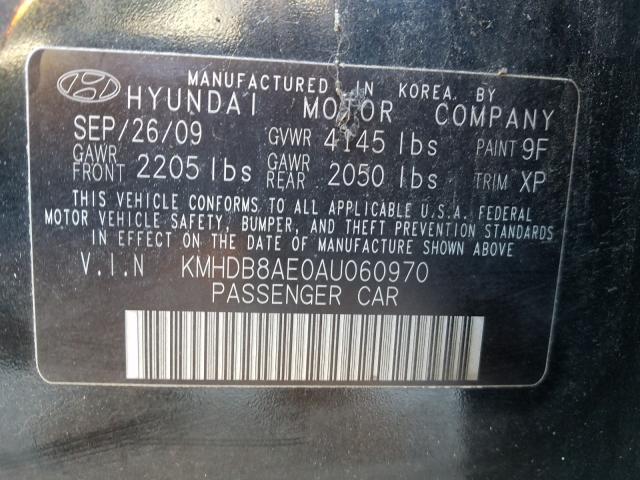 MANUFACTURED IN KOREA BY
HYUNDAI MOTOR COMPANY
SEP/26/09 GVWR 4145 lbs PAINT 9F
GAWR FRONT 2205 lbs GAWR REAR 2050 lbs TRIM XP
THIS VEHICLE CONFORMS TO ALL APPLICABLE U.S.A. FEDERAL
MOTOR VEHICLE SAFETY, BUMPER, AND THEFT PREVENTION STANDARDS
IN EFFECT ON THE DATE OF MANUFACTURE SHOWN ABOVE
V.I.N KMHDB8AE0AU060970
PASSENGER CAR